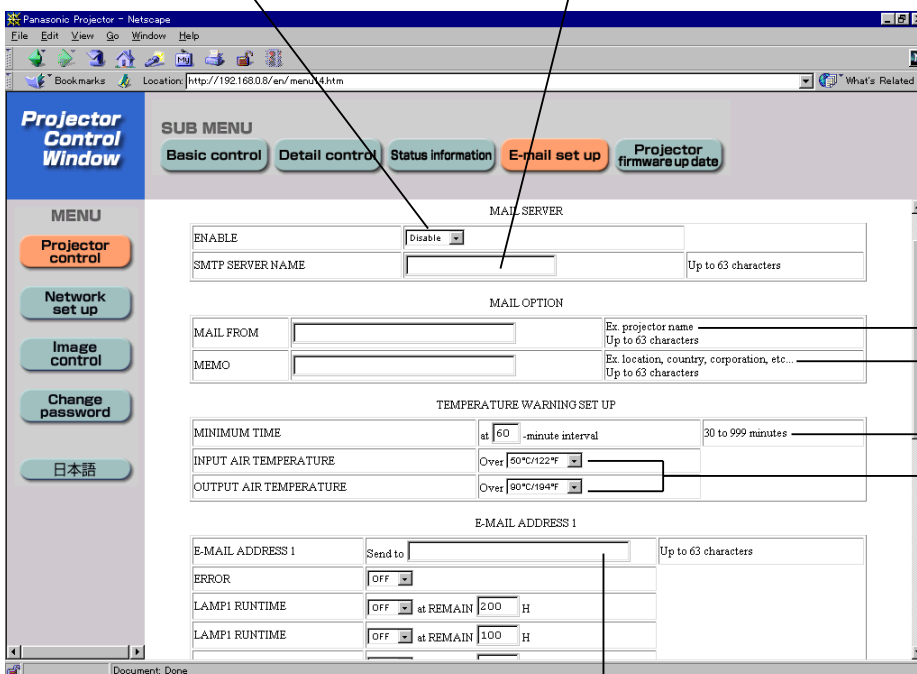 Panasonic Projector - Netscape
File Edit View Go Window Help
My
Bookmarks Location: http://192.168.0.8/en/menu14.htm What's Related
Projector Control Window
SUB MENU
Basic control Detail control Status information E-mail set up Projector firmware up date
MENU
Projector control
Network set up
Image control
Change password
日本語
MAIL SERVER
ENABLE Disable
SMTP SERVER NAME Up to 63 characters
MAIL OPTION
MAIL FROM Ex. projector name
Up to 63 characters
MEMO Ex. location, country, corporation, etc...
Up to 63 characters
TEMPERATURE WARNING SET UP
MINIMUM TIME at 60 -minute interval 30 to 999 minutes
INPUT AIR TEMPERATURE Over 50°C/122°F
OUTPUT AIR TEMPERATURE Over 90°C/194°F
E-MAIL ADDRESS 1
E-MAIL ADDRESS 1 Send to Up to 63 characters
ERROR OFF
LAMP1 RUNTIME OFF at REMAIN 200 H
LAMP1 RUNTIME OFF at REMAIN 100 H
Document: Done